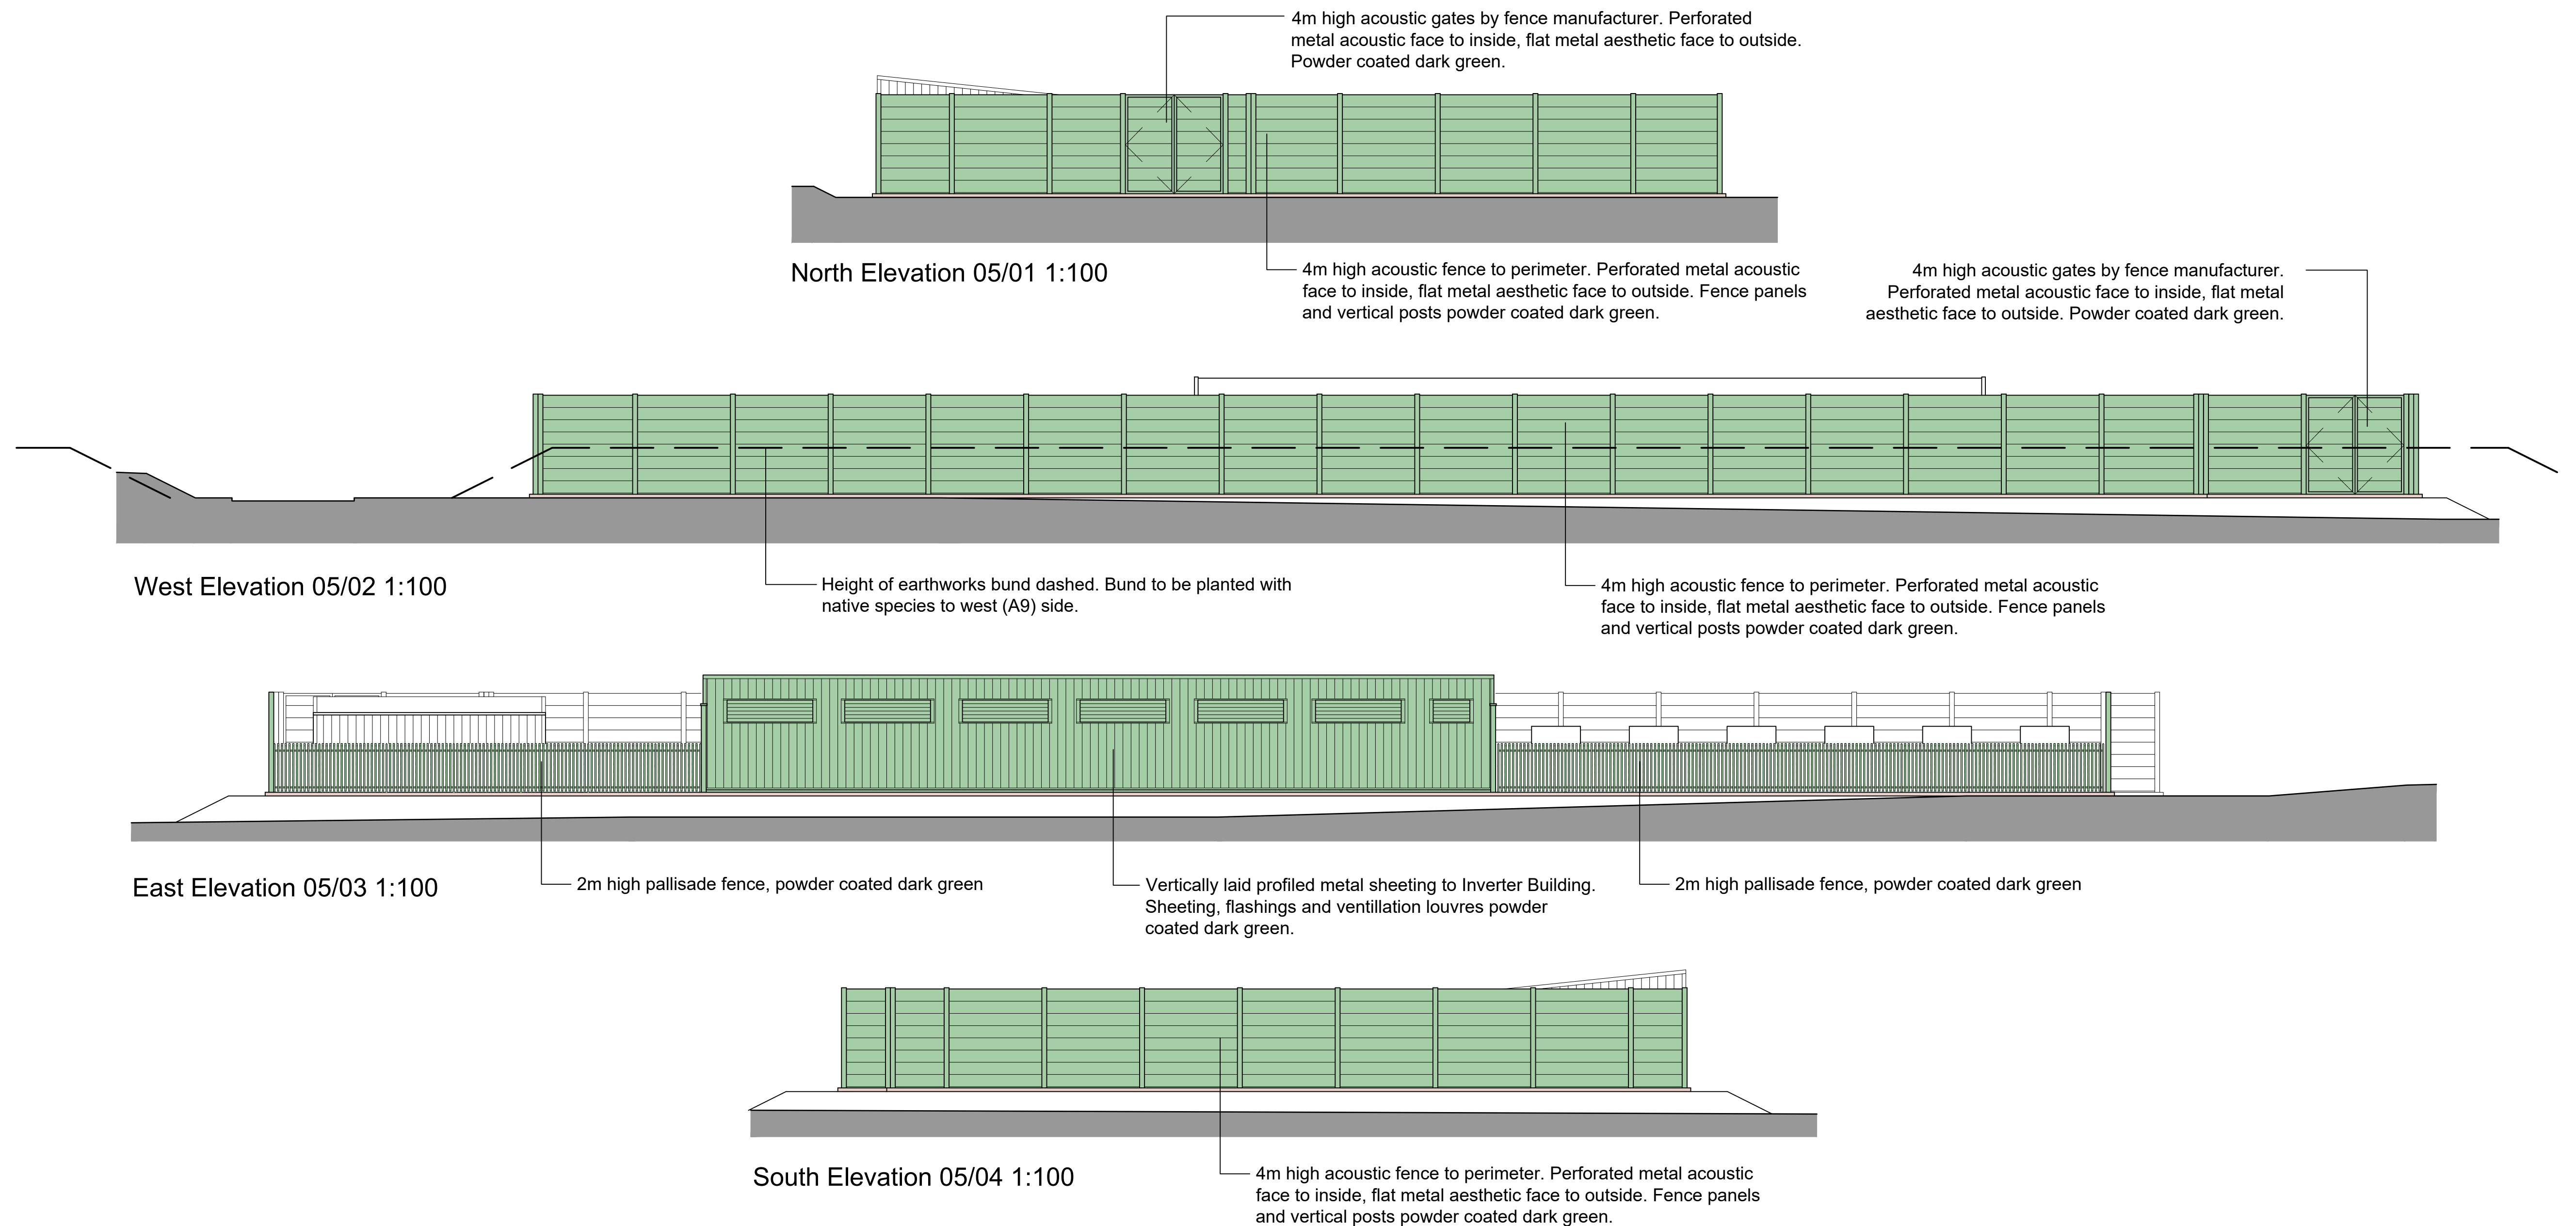 4m high acoustic gates by fence manufacturer. Perforated
metal acoustic face to inside, flat metal aesthetic face to outside.
Powder coated dark green.
North Elevation 05/01 1:100
4m high acoustic fence to perimeter. Perforated metal acoustic
face to inside, flat metal aesthetic face to outside. Fence panels
and vertical posts powder coated dark green.
4m high acoustic gates by fence manufacturer.
Perforated metal acoustic face to inside, flat metal
aesthetic face to outside. Powder coated dark green.
West Elevation 05/02 1:100
Height of earthworks bund dashed. Bund to be planted with
native species to west (A9) side.
4m high acoustic fence to perimeter. Perforated metal acoustic
face to inside, flat metal aesthetic face to outside. Fence panels
and vertical posts powder coated dark green.
East Elevation 05/03 1:100
2m high pallisade fence, powder coated dark green
Vertically laid profiled metal sheeting to Inverter Building.
Sheeting, flashings and ventillation louvres powder
coated dark green.
2m high pallisade fence, powder coated dark green
South Elevation 05/04 1:100
4m high acoustic fence to perimeter. Perforated metal acoustic
face to inside, flat metal aesthetic face to outside. Fence panels
and vertical posts powder coated dark green.